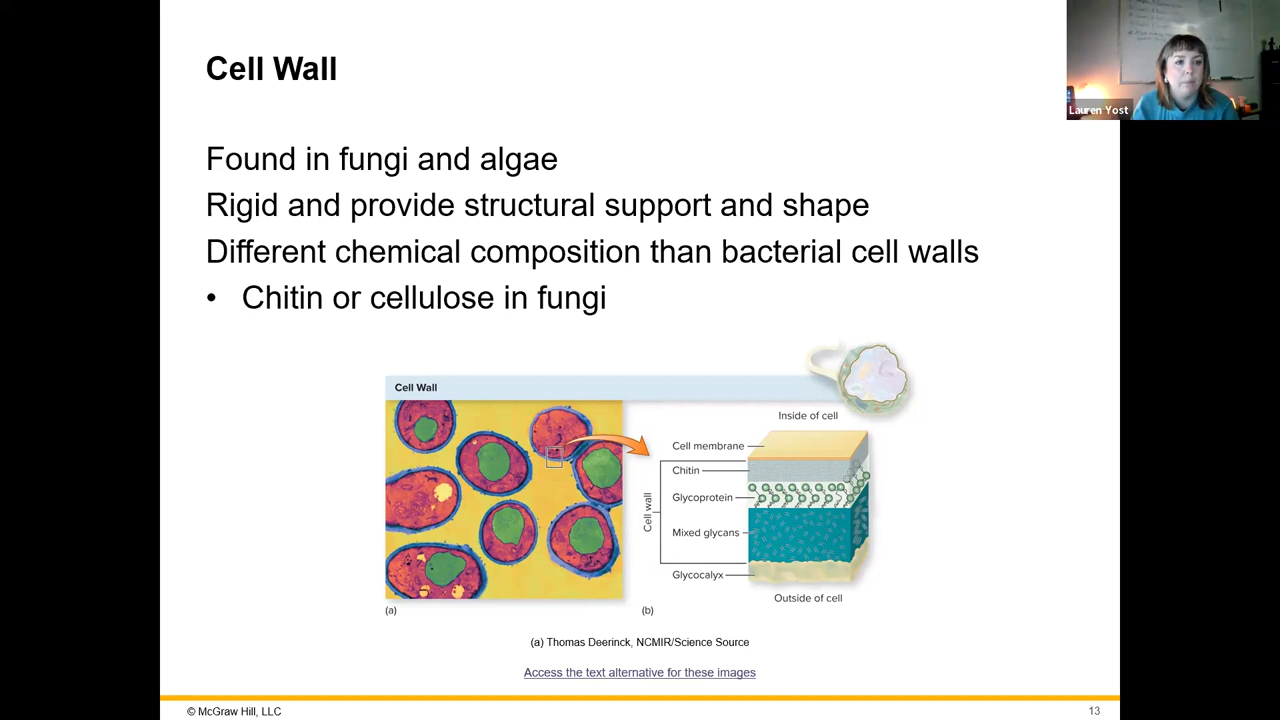 Cell Wall
Lauren Yost
Found in fungi and algae
Rigid and provide structural support and shape
Different chemical composition than bacterial cell walls
• Chitin or cellulose in fungi
Cell Wall
Inside of cell
Cell membrane
Chitin
Glycoprotein
Cell wall
Mixed glycans
Glycocalyx
Outside of cell
(a)
(b)
(a) Thomas Deerinck, NCMIR/Science Source
Access the text alternative for these images
© McGraw Hill, LLC
13